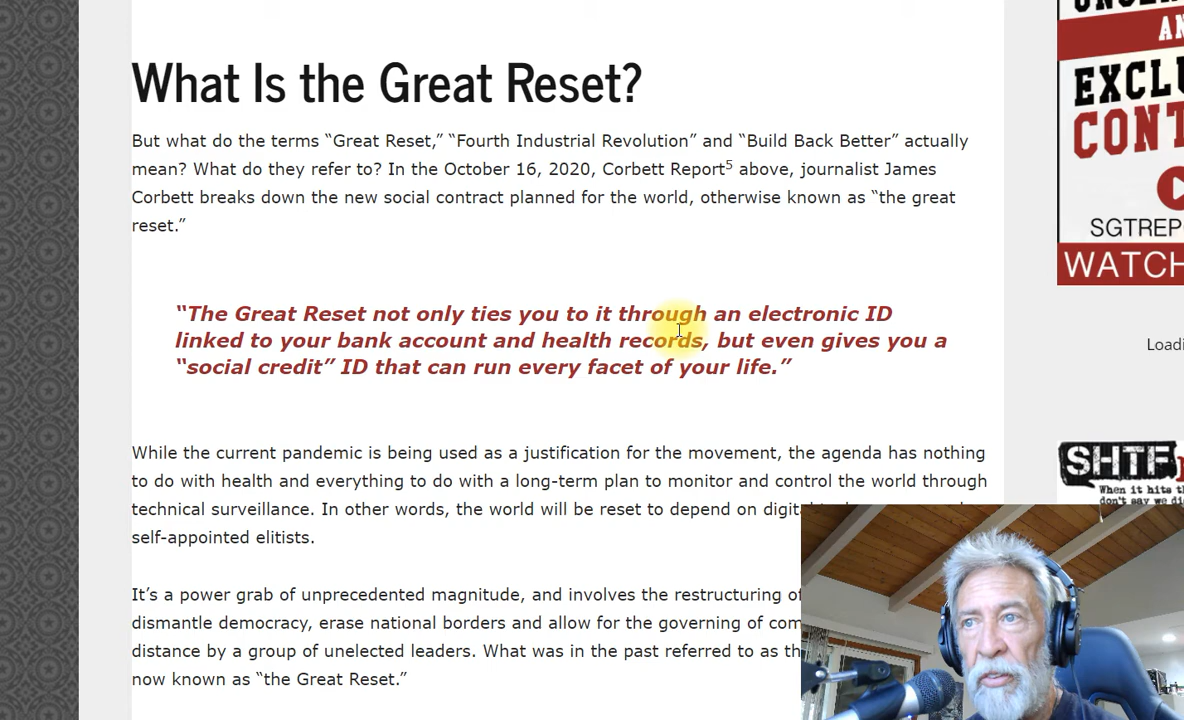 What Is the Great Reset?
But what do the terms “Great Reset,” “Fourth Industrial Revolution” and “Build Back Better” actually
mean? What do they refer to? In the October 16, 2020, Corbett Report5 above, journalist James
Corbett breaks down the new social contract planned for the world, otherwise known as “the great
reset.”
“The Great Reset not only ties you to it through an electronic ID
linked to your bank account and health records, but even gives you a
“social credit” ID that can run every facet of your life.”
While the current pandemic is being used as a justification for the movement, the agenda has nothing
to do with health and everything to do with a long-term plan to monitor and control the world through
technical surveillance. In other words, the world will be reset to depend on
self-appointed elitists.
It’s a power grab of unprecedented magnitude, and involves the restructuring of
dismantle democracy, erase national borders and allow for the governing of com
distance by a group of unelected leaders. What was in the past referred to as th
now known as “the Great Reset.”
AN
EXCLU
CONT
SGTREP
WATCH
Loadi
SHTF
When it hits th
don't say we di